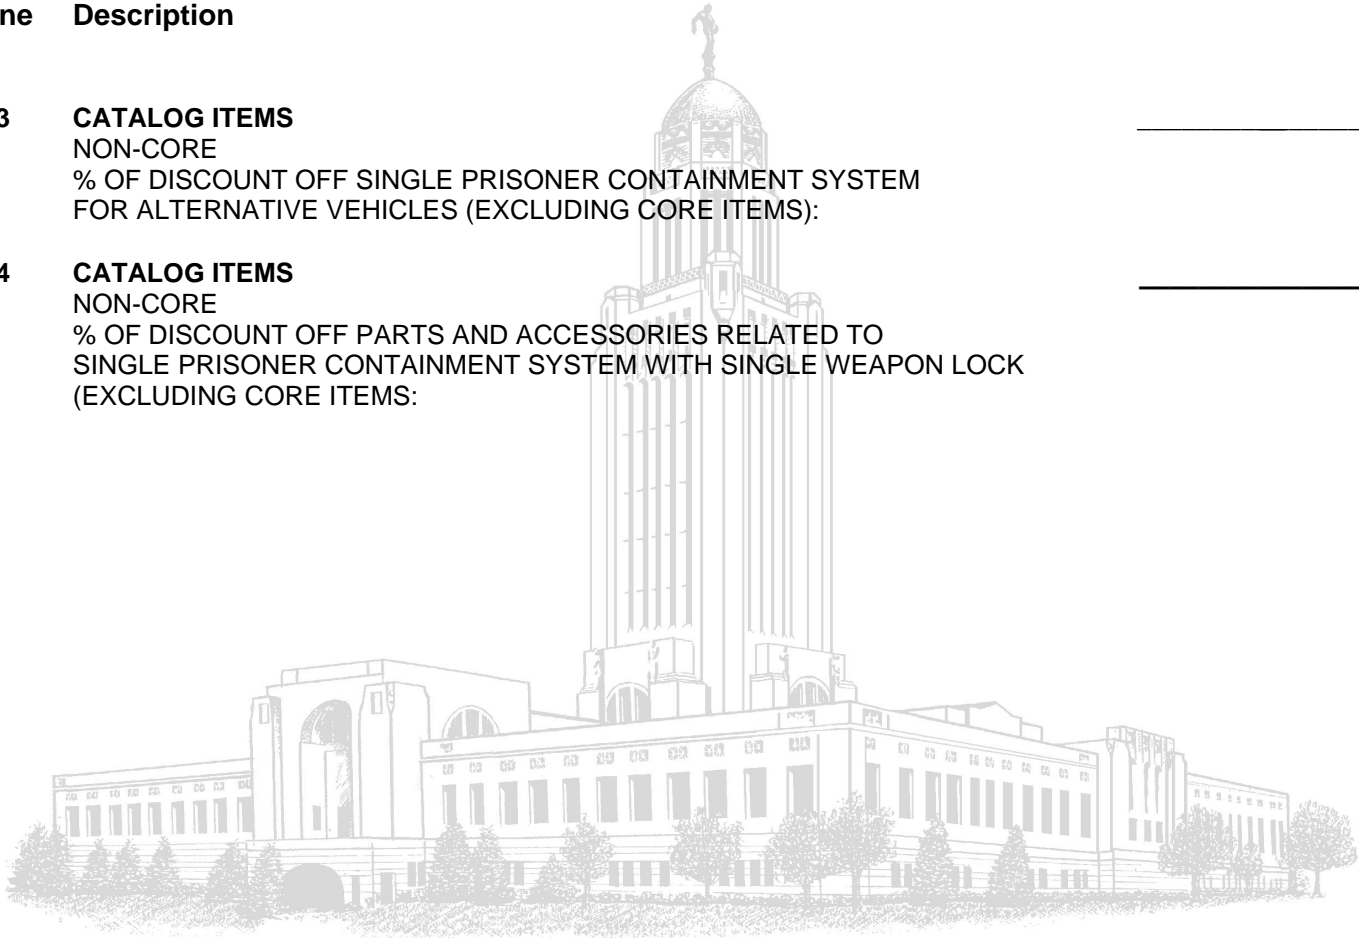 ne Description
3 CATALOG ITEMS
NON-CORE
% OF DISCOUNT OFF SINGLE PRISONER CONTAINMENT SYSTEM
FOR ALTERNATIVE VEHICLES (EXCLUDING CORE ITEMS):
4 CATALOG ITEMS
NON-CORE
% OF DISCOUNT OFF PARTS AND ACCESSORIES RELATED TO
SINGLE PRISONER CONTAINMENT SYSTEM WITH SINGLE WEAPON LOCK
(EXCLUDING CORE ITEMS: